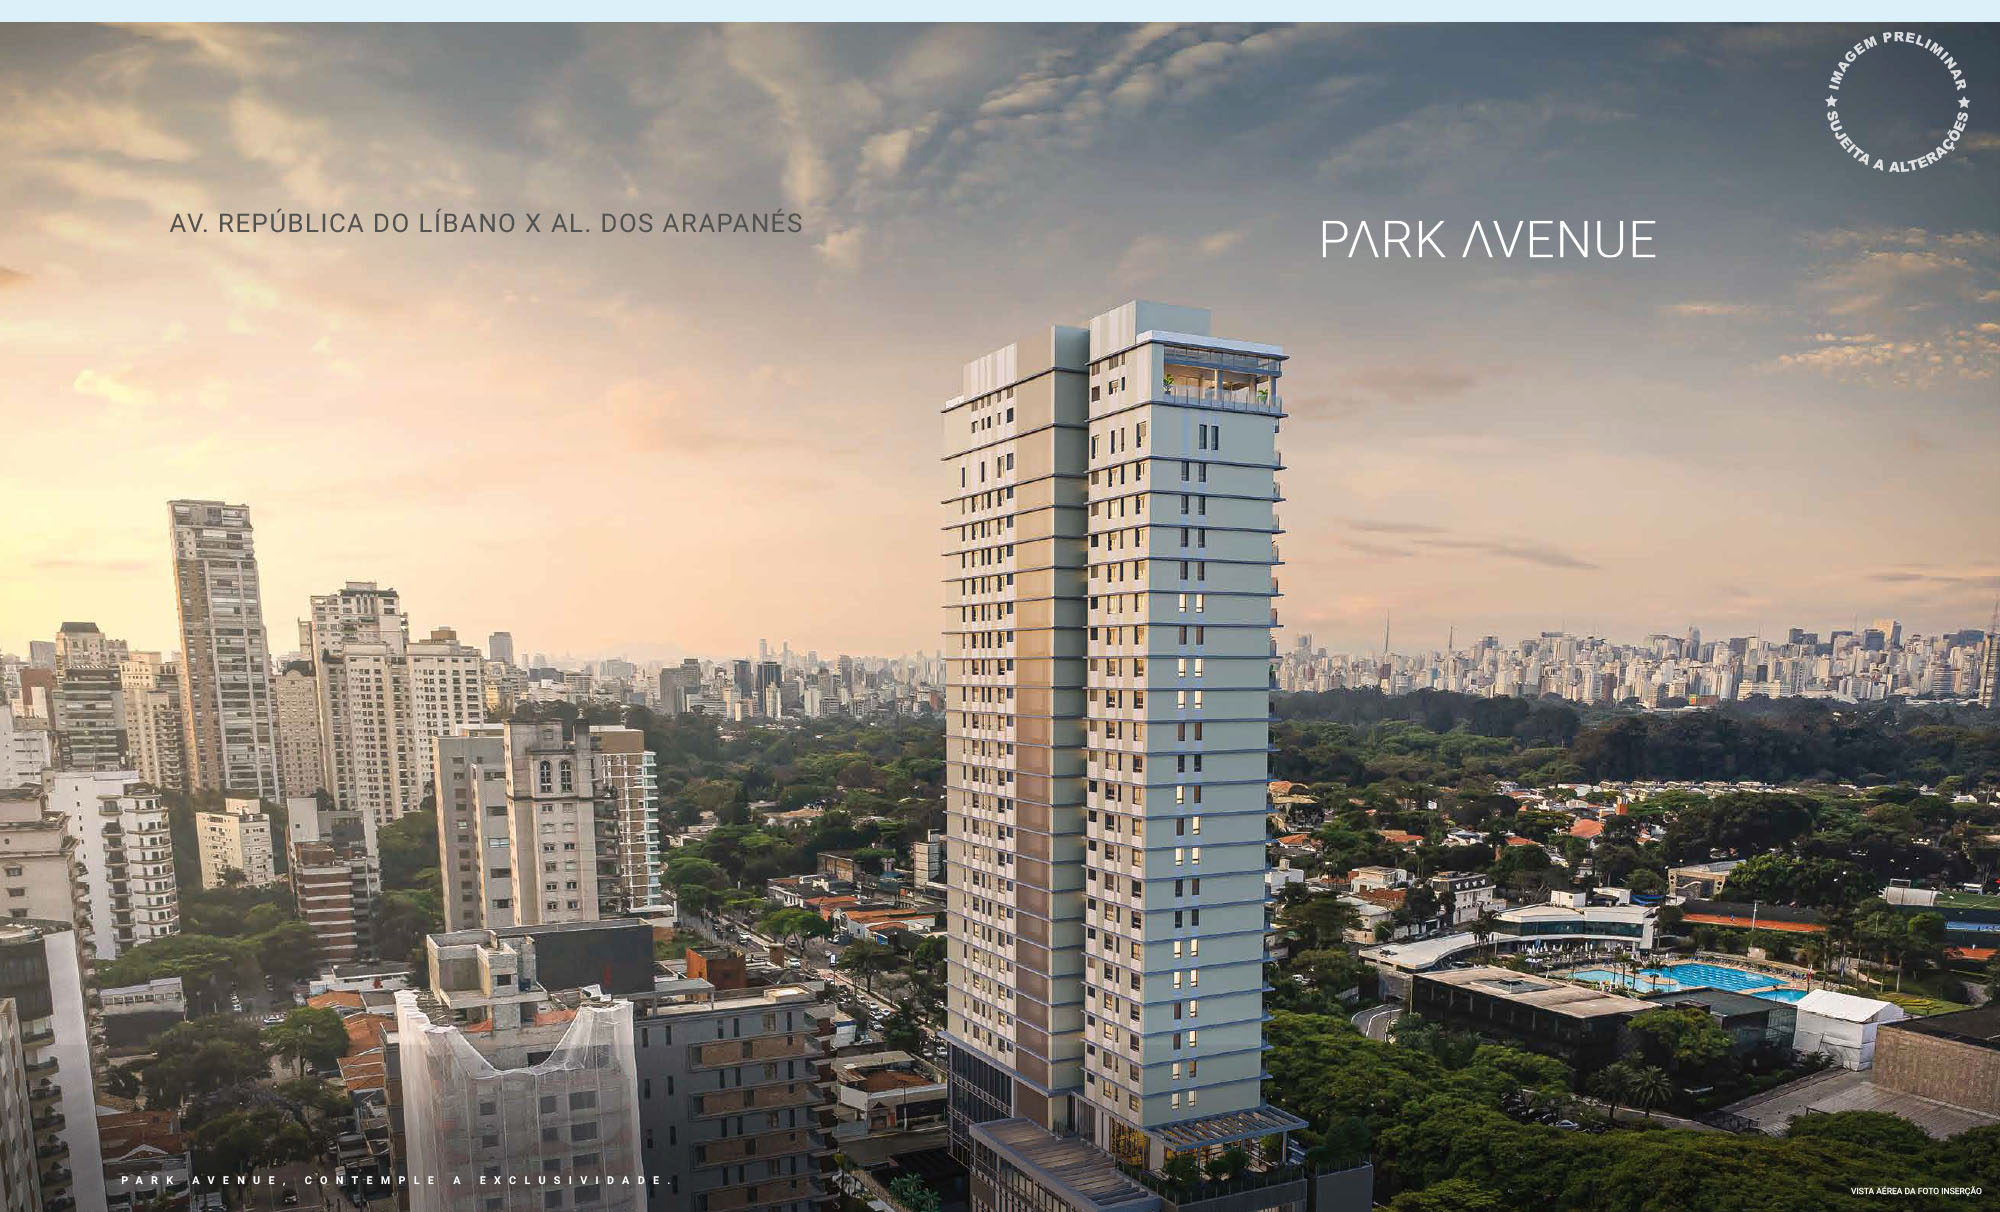 IMAGEM PRELIMINAR
★ SUJEITA A ALTERAÇÕES ★
AV. REPÚBLICA DO LÍBANO X AL. DOS ARAPANÉS
PARK AVENUE
PARK AVENUE, CONTEMPLE A EXCLUSIVIDADE.
VISTA AÉREA DA FOTO INSERÇÃO